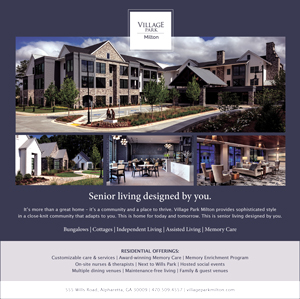 VILLAGE
PARK
Milton
Senior living designed by you.
It's more than a great home - it's a community and a place to thrive. Village Park Milton provides sophisticated style
in a close-knit community that adapts to you. This is home for today and tomorrow. This is senior living designed by you.
Bungalows | Cottages | Independent Living | Assisted Living | Memory Care
RESIDENTIAL OFFERINGS:
Customizable care & services | Award-winning Memory Care | Memory Enrichment Program
On-site nurses & therapists | Next to Wills Park | Hosted social events
Multiple dining venues | Maintenance-free living | Family & guest venues
Wills Road, Alpharetta, GA 30009 | villageparkmilton.com